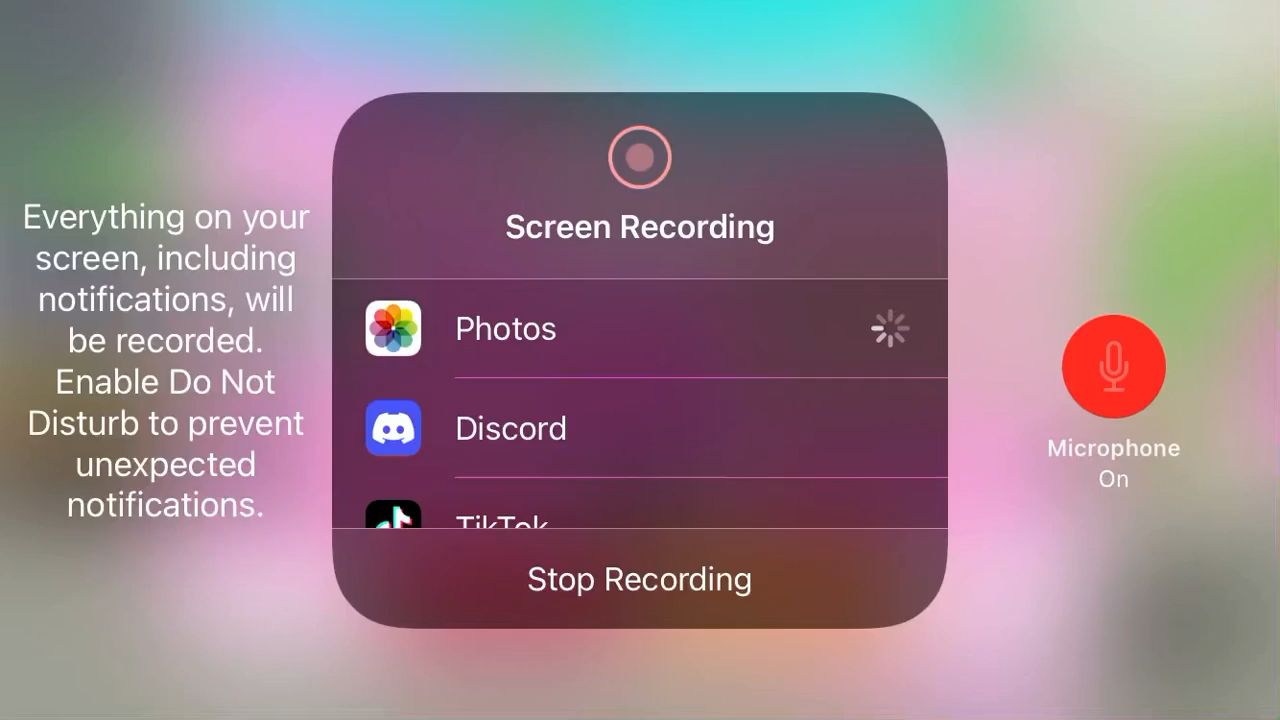 Everything on your
screen, including
notifications, will
be recorded.
Enable Do Not
Disturb to prevent
unexpected
notifications.
Screen Recording
Photos
Discord
TikTok
Stop Recording
Microphone
On